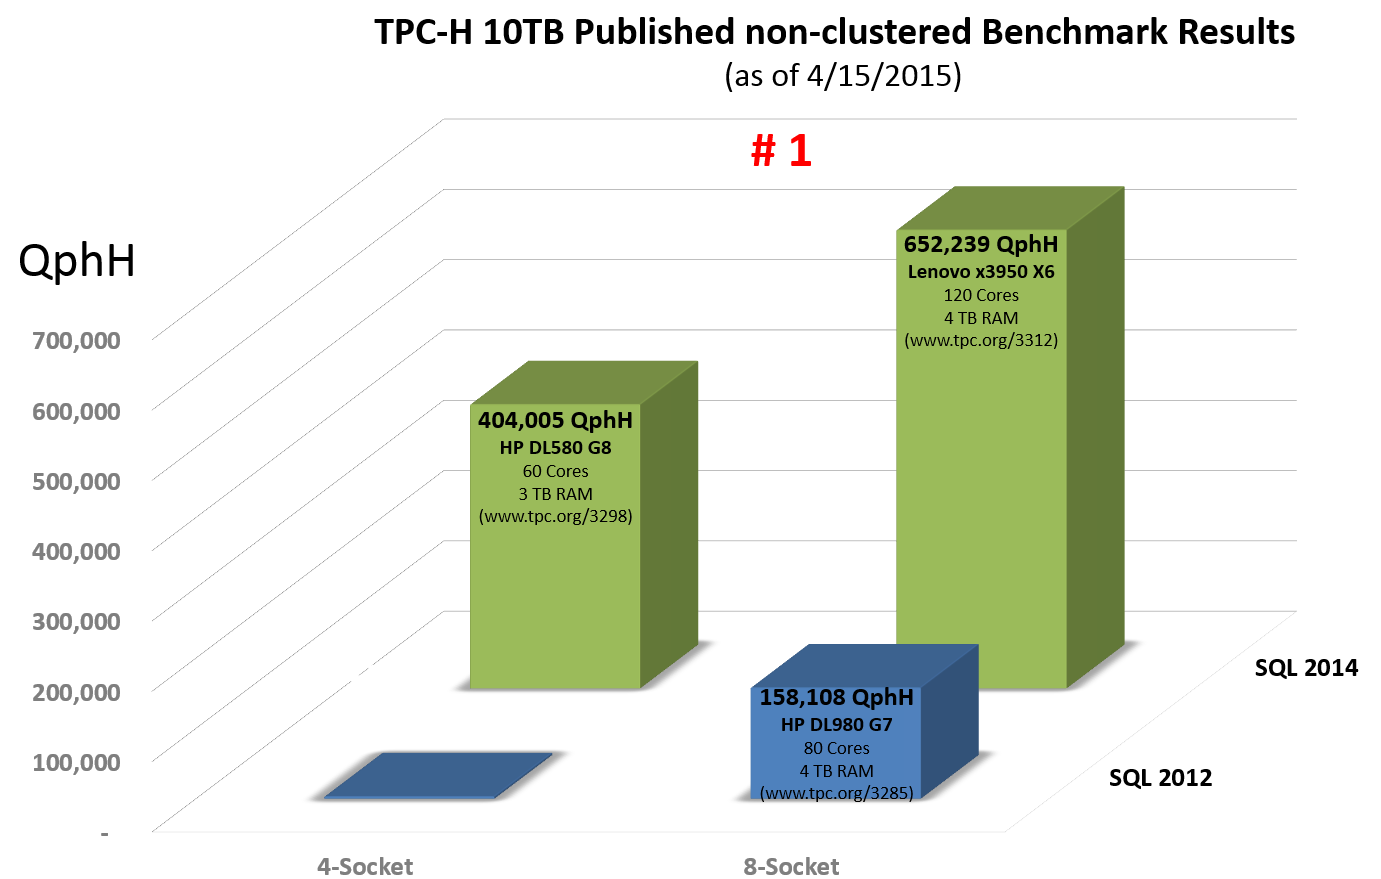 TPC-H 10TB Published non-clustered Benchmark Results
(as of 4/15/2015)
# 1
QphH
700,000
600,000
500,000
400,000
300,000
200,000
100,000
-
652,239 QphH
Lenovo x3950 X6
120 Cores
4 TB RAM
(www.tpc.org/3312)
404,005 QphH
HP DL580 G8
60 Cores
3 TB RAM
(www.tpc.org/3298)
158,108 QphH
HP DL980 G7
80 Cores
4 TB RAM
(www.tpc.org/3285)
SQL 2014
SQL 2012
4-Socket
8-Socket